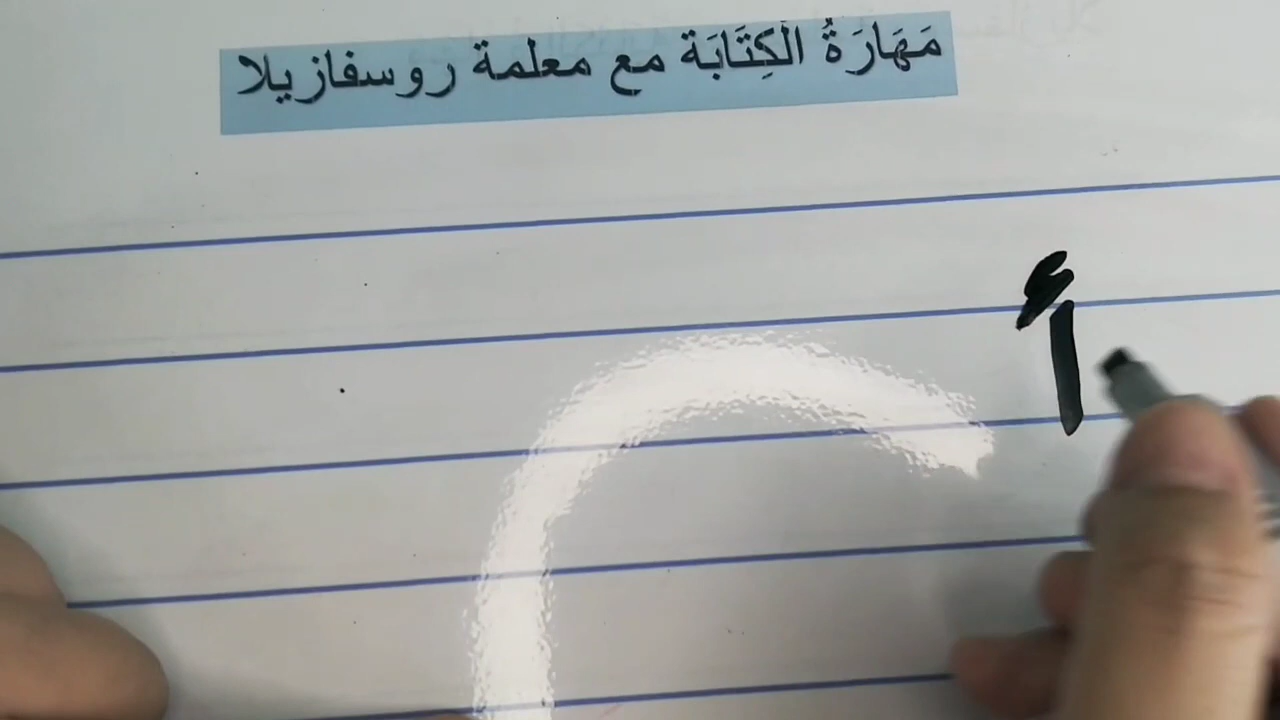 مَهَارَةُ الْكِتَابَة مع معلمة روسفازيلا
أ